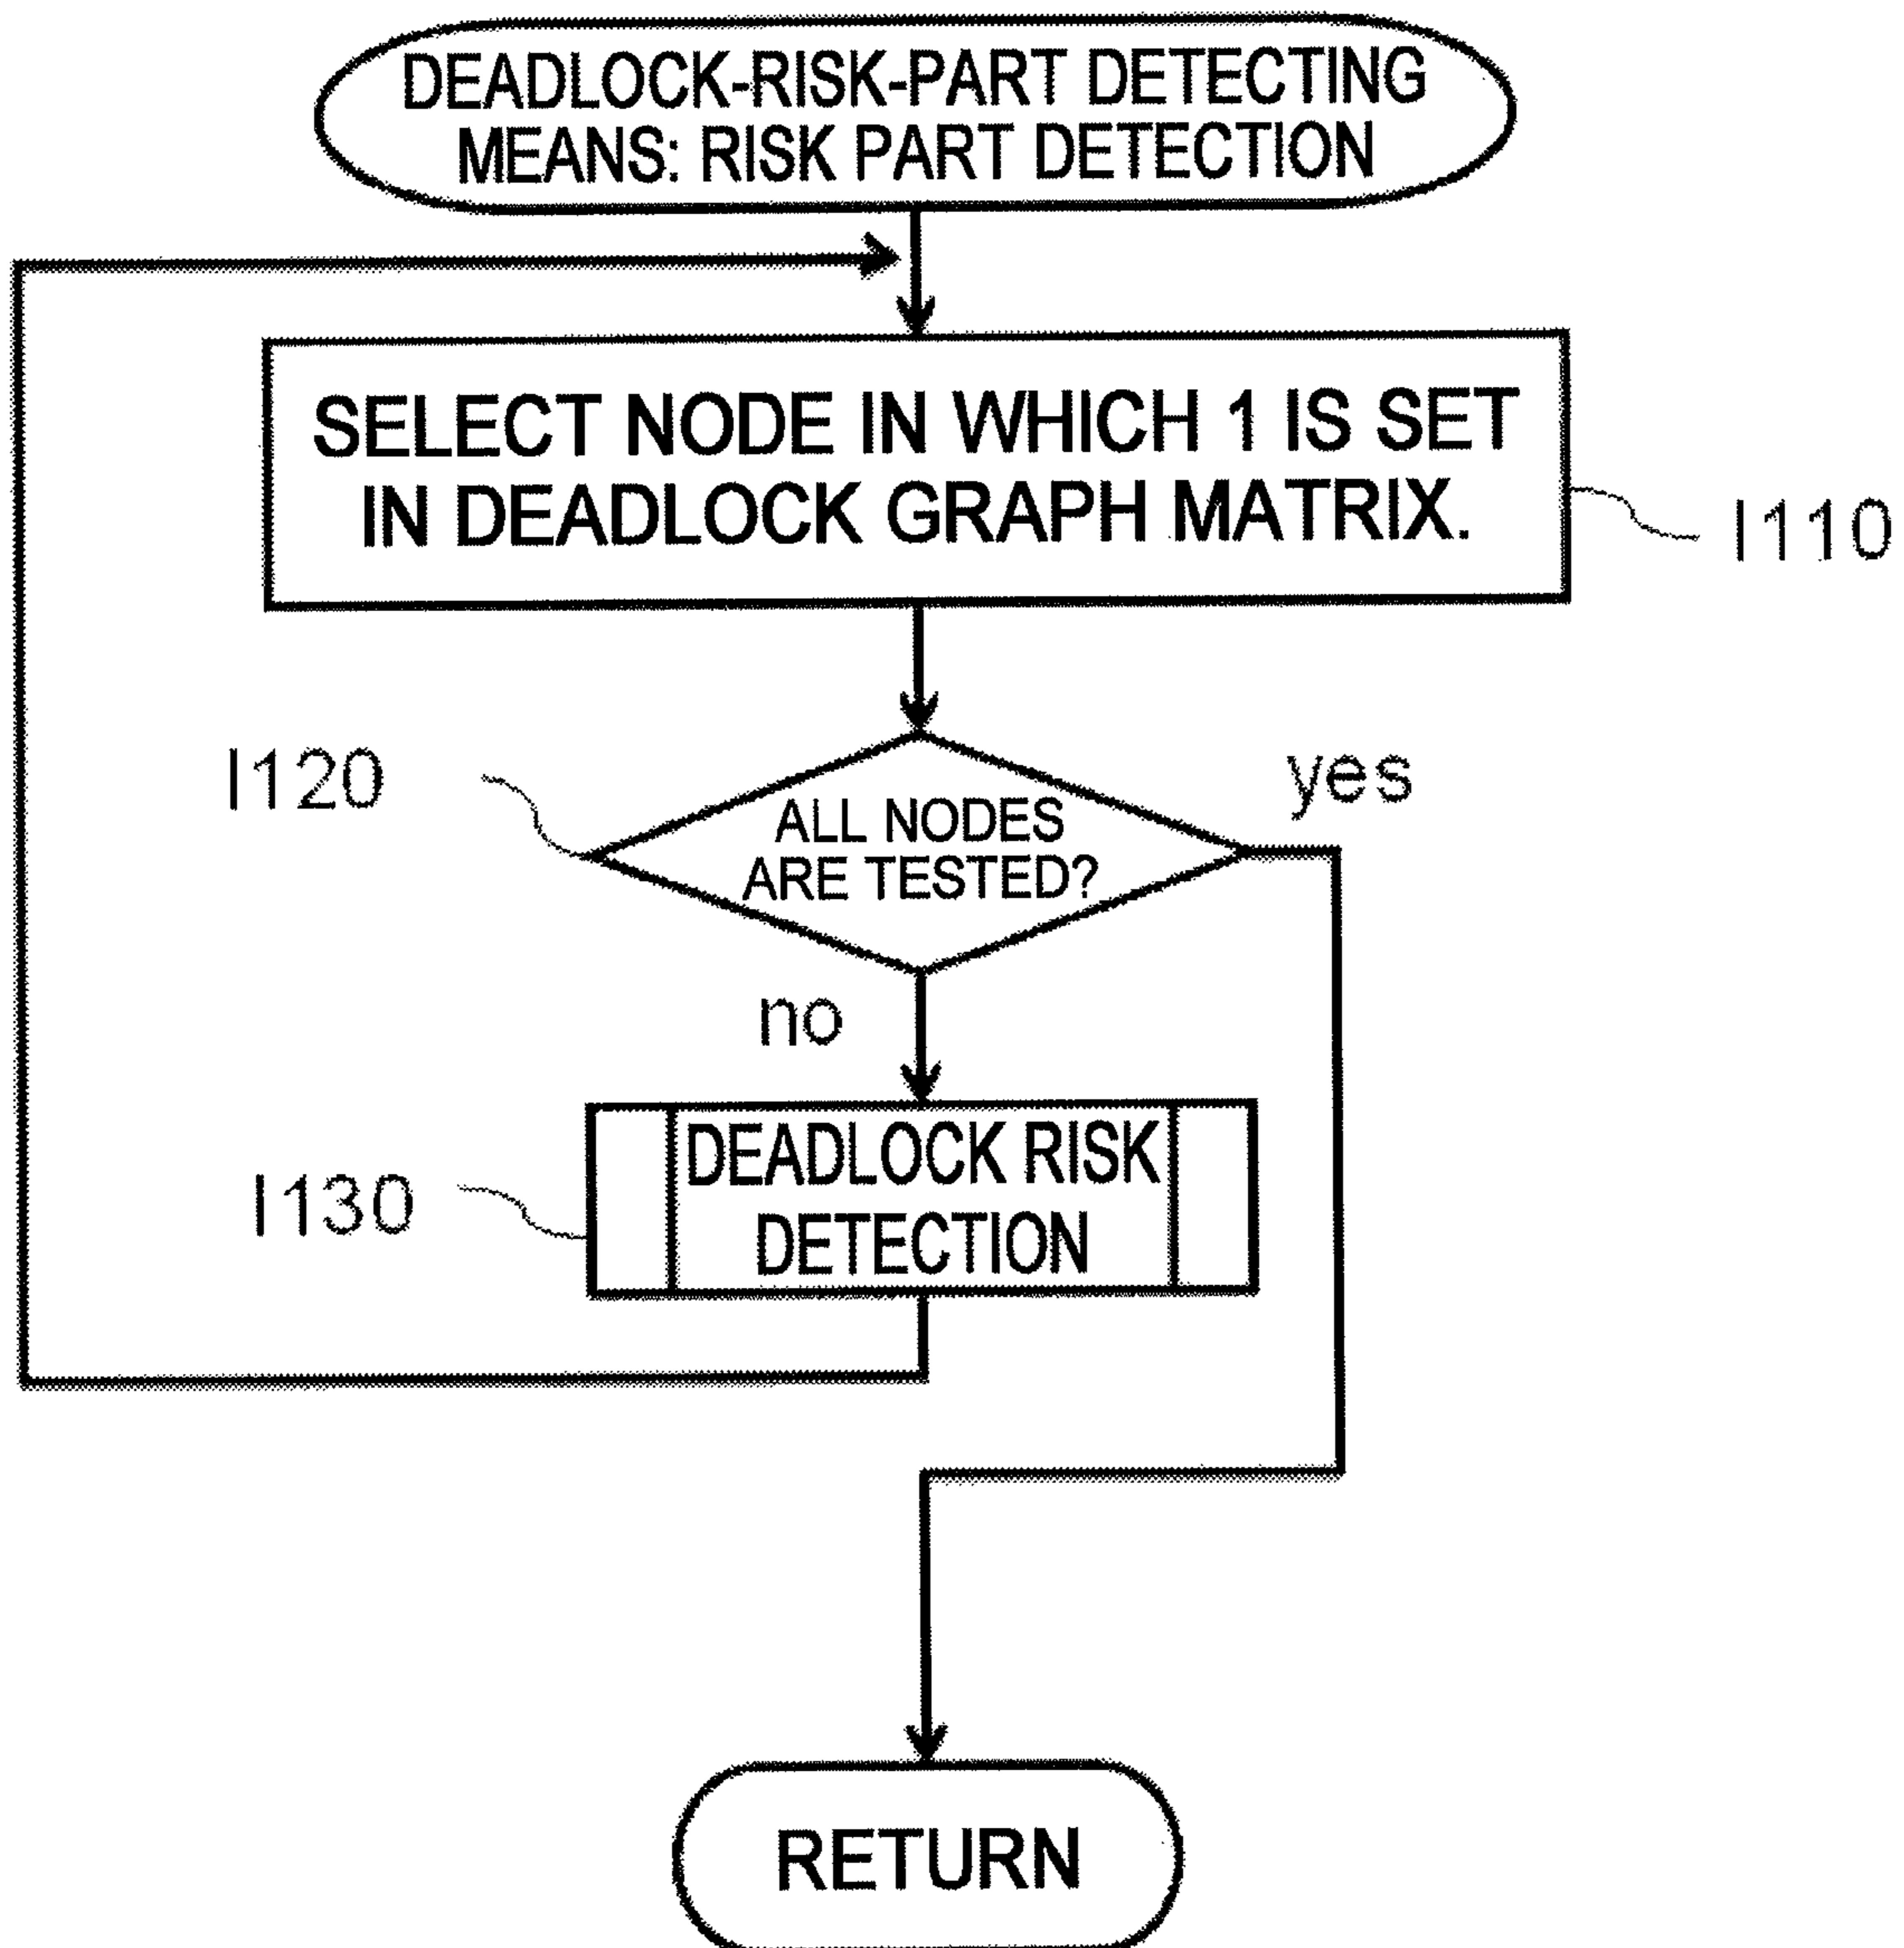 DEADLOCK-RISK-PART DETECTING
MEANS: RISK PART DETECTION
SELECT NODE IN WHICH 1 IS SET
IN DEADLOCK GRAPH MATRIX.
I110
I120
yes
ALL NODES
ARE TESTED?
no
DEADLOCK RISK
DETECTION
I130
RETURN